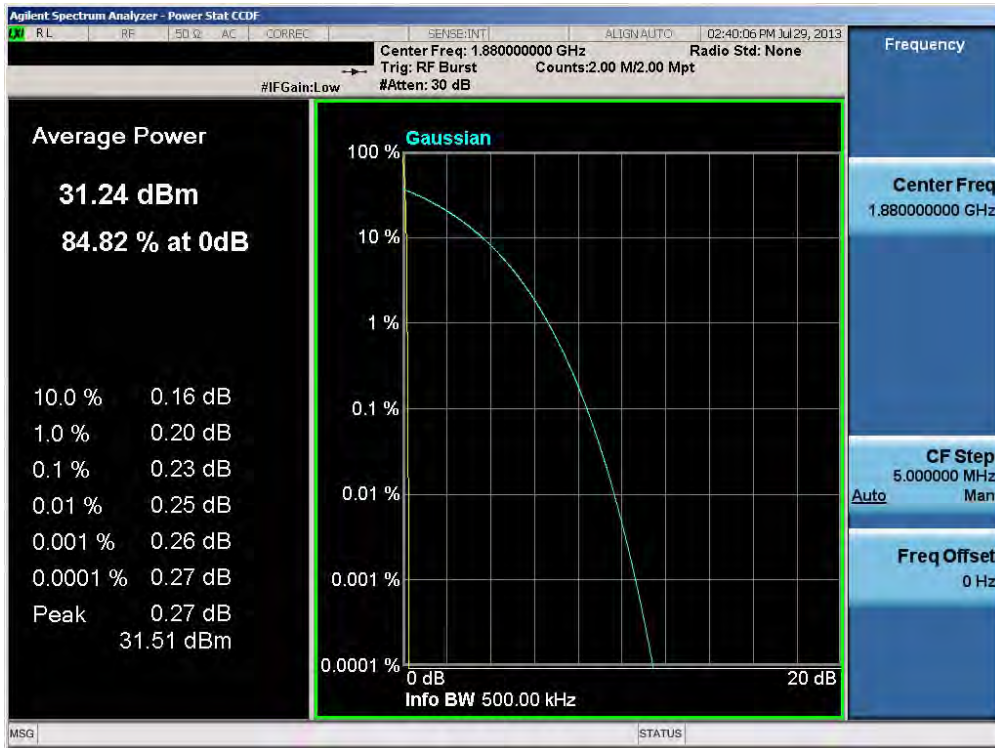 Agilent Spectrum Analyzer - Power Stat CCDF
LXI RL RF 50 Ω AC CORREC SENSE:INT ALIGN AUTO 02:40:06 PM Jul 29, 2013
Center Freq: 1.880000000 GHz Radio Std: None
Trig: RF Burst Counts:2.00 M/2.00 Mpt
#IFGain:Low #Atten: 30 dB
Average Power
31.24 dBm
84.82 % at 0dB
10.0 % 0.16 dB
1.0 % 0.20 dB
0.1 % 0.23 dB
0.01 % 0.25 dB
0.001 % 0.26 dB
0.0001 % 0.27 dB
Peak 0.27 dB
31.51 dBm
Gaussian
100 %
10 %
1 %
0.1 %
0.01 %
0.001 %
0.0001 %
0 dB 20 dB
Info BW 500.00 kHz
Frequency
Center Freq
1.880000000 GHz
CF Step
5.000000 MHz
Auto Man
Freq Offset
0 Hz
MSG STATUS